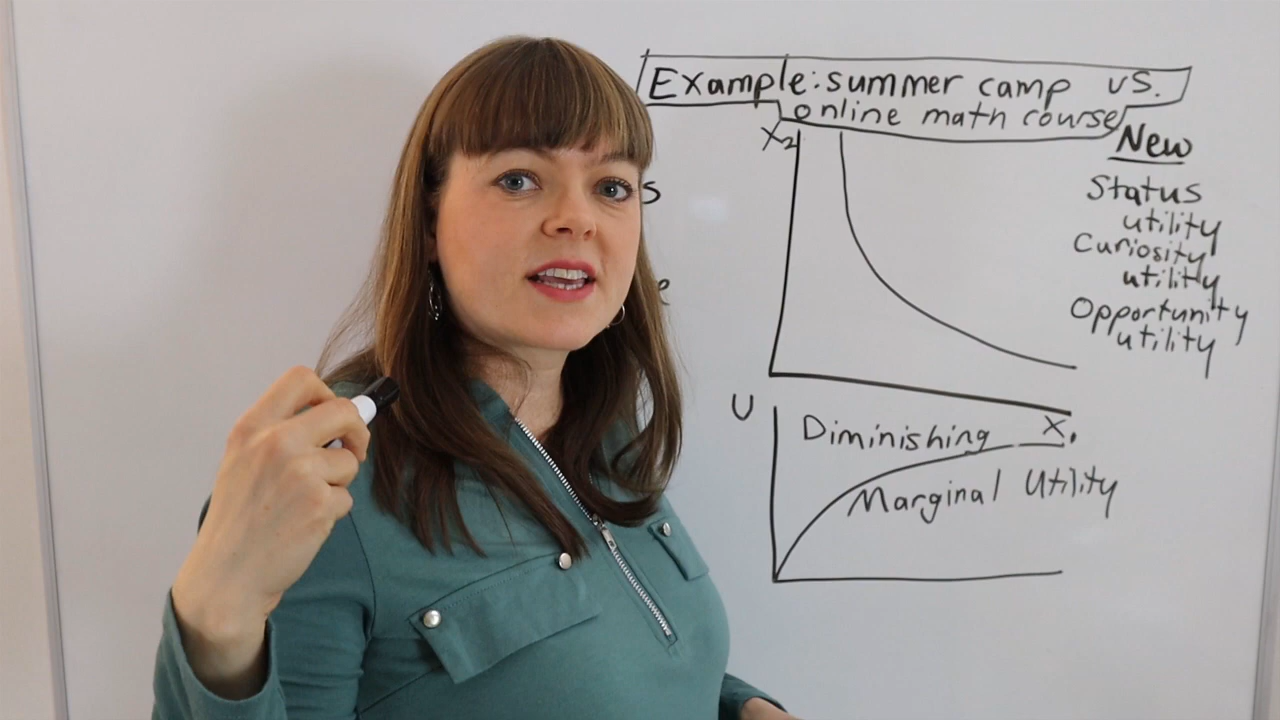 Example: summer camp vs.
online math course
s
e
X2
New
Status
utility
Curiosity
utility
Opportunity
utility
X1
U
Diminishing
Marginal Utility